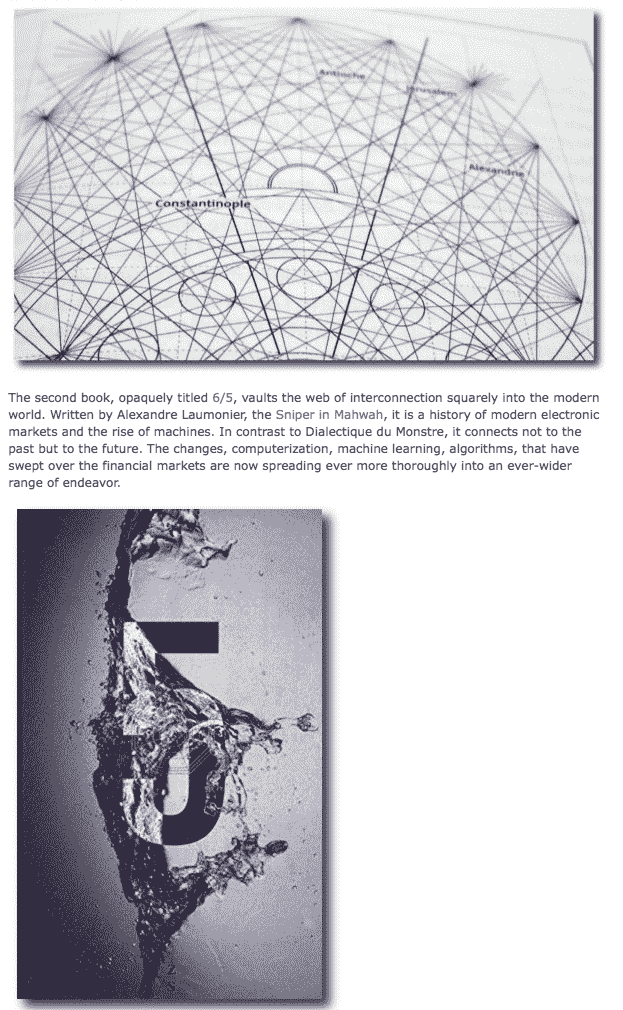 Antioche
Jerusalem
Alexandrie
Constantinople
The second book, opaquely titled 6/5, vaults the web of interconnection squarely into the modern
world. Written by Alexandre Laumonier, the Sniper in Mahwah, it is a history of modern electronic
markets and the rise of machines. In contrast to Dialectique du Monstre, it connects not to the
past but to the future. The changes, computerization, machine learning, algorithms, that have
swept over the financial markets are now spreading ever more thoroughly into an ever-wider
range of endeavor.
5